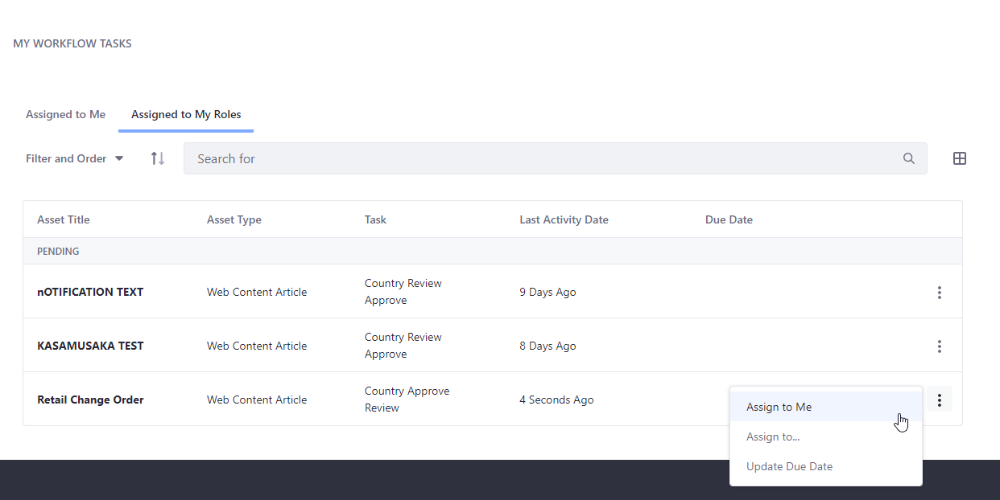 MY WORKFLOW TASKS
Assigned to Me
Assigned to My Roles
Filter and Order
Search for
Asset Title
Asset Type
Task
Last Activity Date
Due Date
PENDING
nOTIFICATION TEXT
Web Content Article
Country Review
Approve
9 Days Ago
KASAMUSAKA TEST
Web Content Article
Country Review
Approve
8 Days Ago
Retail Change Order
Web Content Article
Country Approve
Review
4 Seconds Ago
Assign to Me
Assign to...
Update Due Date